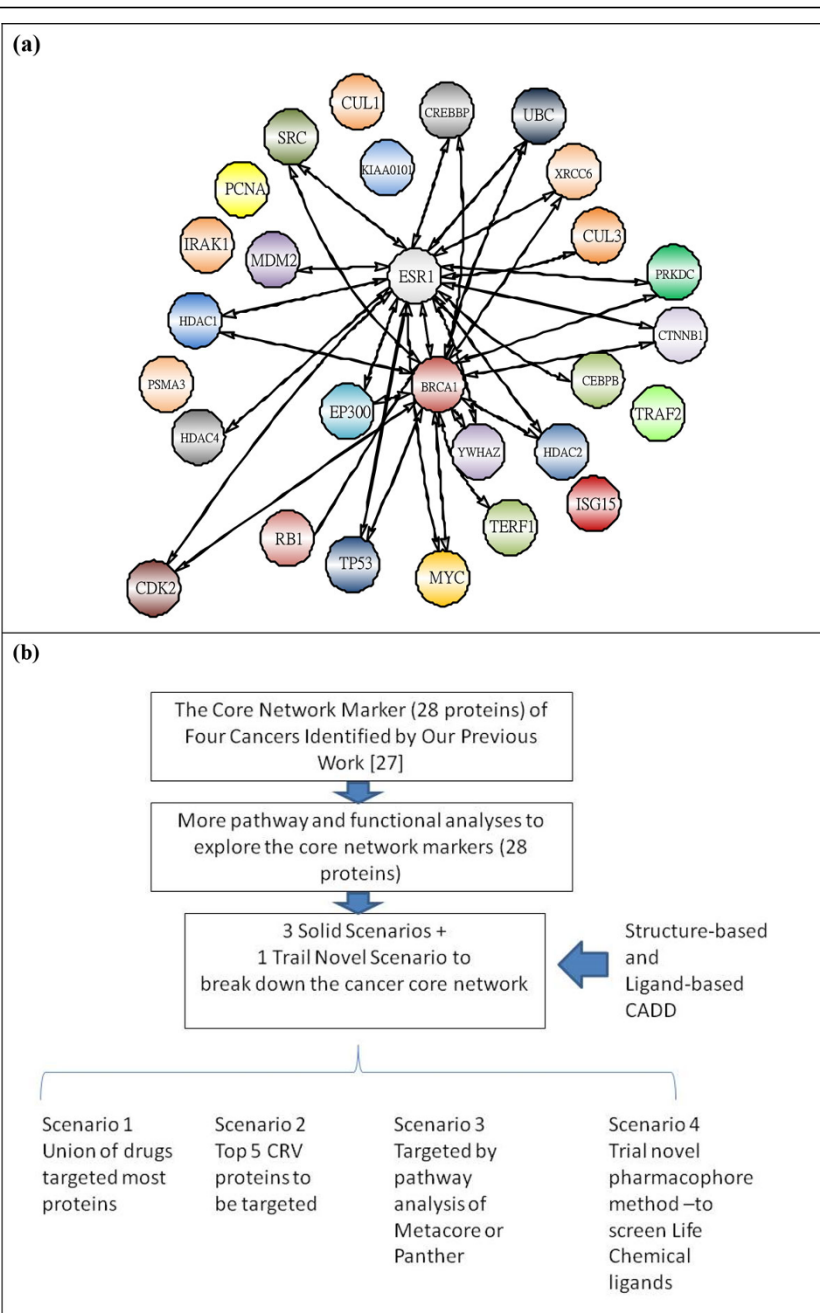 (a)
CUL1
CREBBP
UBC
SRC
KIAA0101
XRCC6
PCNA
IRAK1
MDM2
ESR1
CUL3
PRKDC
HDAC1
CTNNB1
PSMA3
BRCA1
CEBPB
EP300
TRAF2
HDAC4
YWHAZ
HDAC2
ISG15
RB1
TERF1
TP53
MYC
CDK2
(b)
The Core Network Marker (28 proteins) of
Four Cancers Identified by Our Previous
Work [27]
More pathway and functional analyses to
explore the core network markers (28
proteins)
3 Solid Scenarios +
1 Trail Novel Scenario to
break down the cancer core network
Structure-based
and
Ligand-based
CADD
Scenario 1
Union of drugs
targeted most
proteins
Scenario 2
Top 5 CRV
proteins to
be targeted
Scenario 3
Targeted by
pathway
analysis of
Metacore or
Panther
Scenario 4
Trial novel
pharmacophore
method –to
screen Life
Chemical
ligands